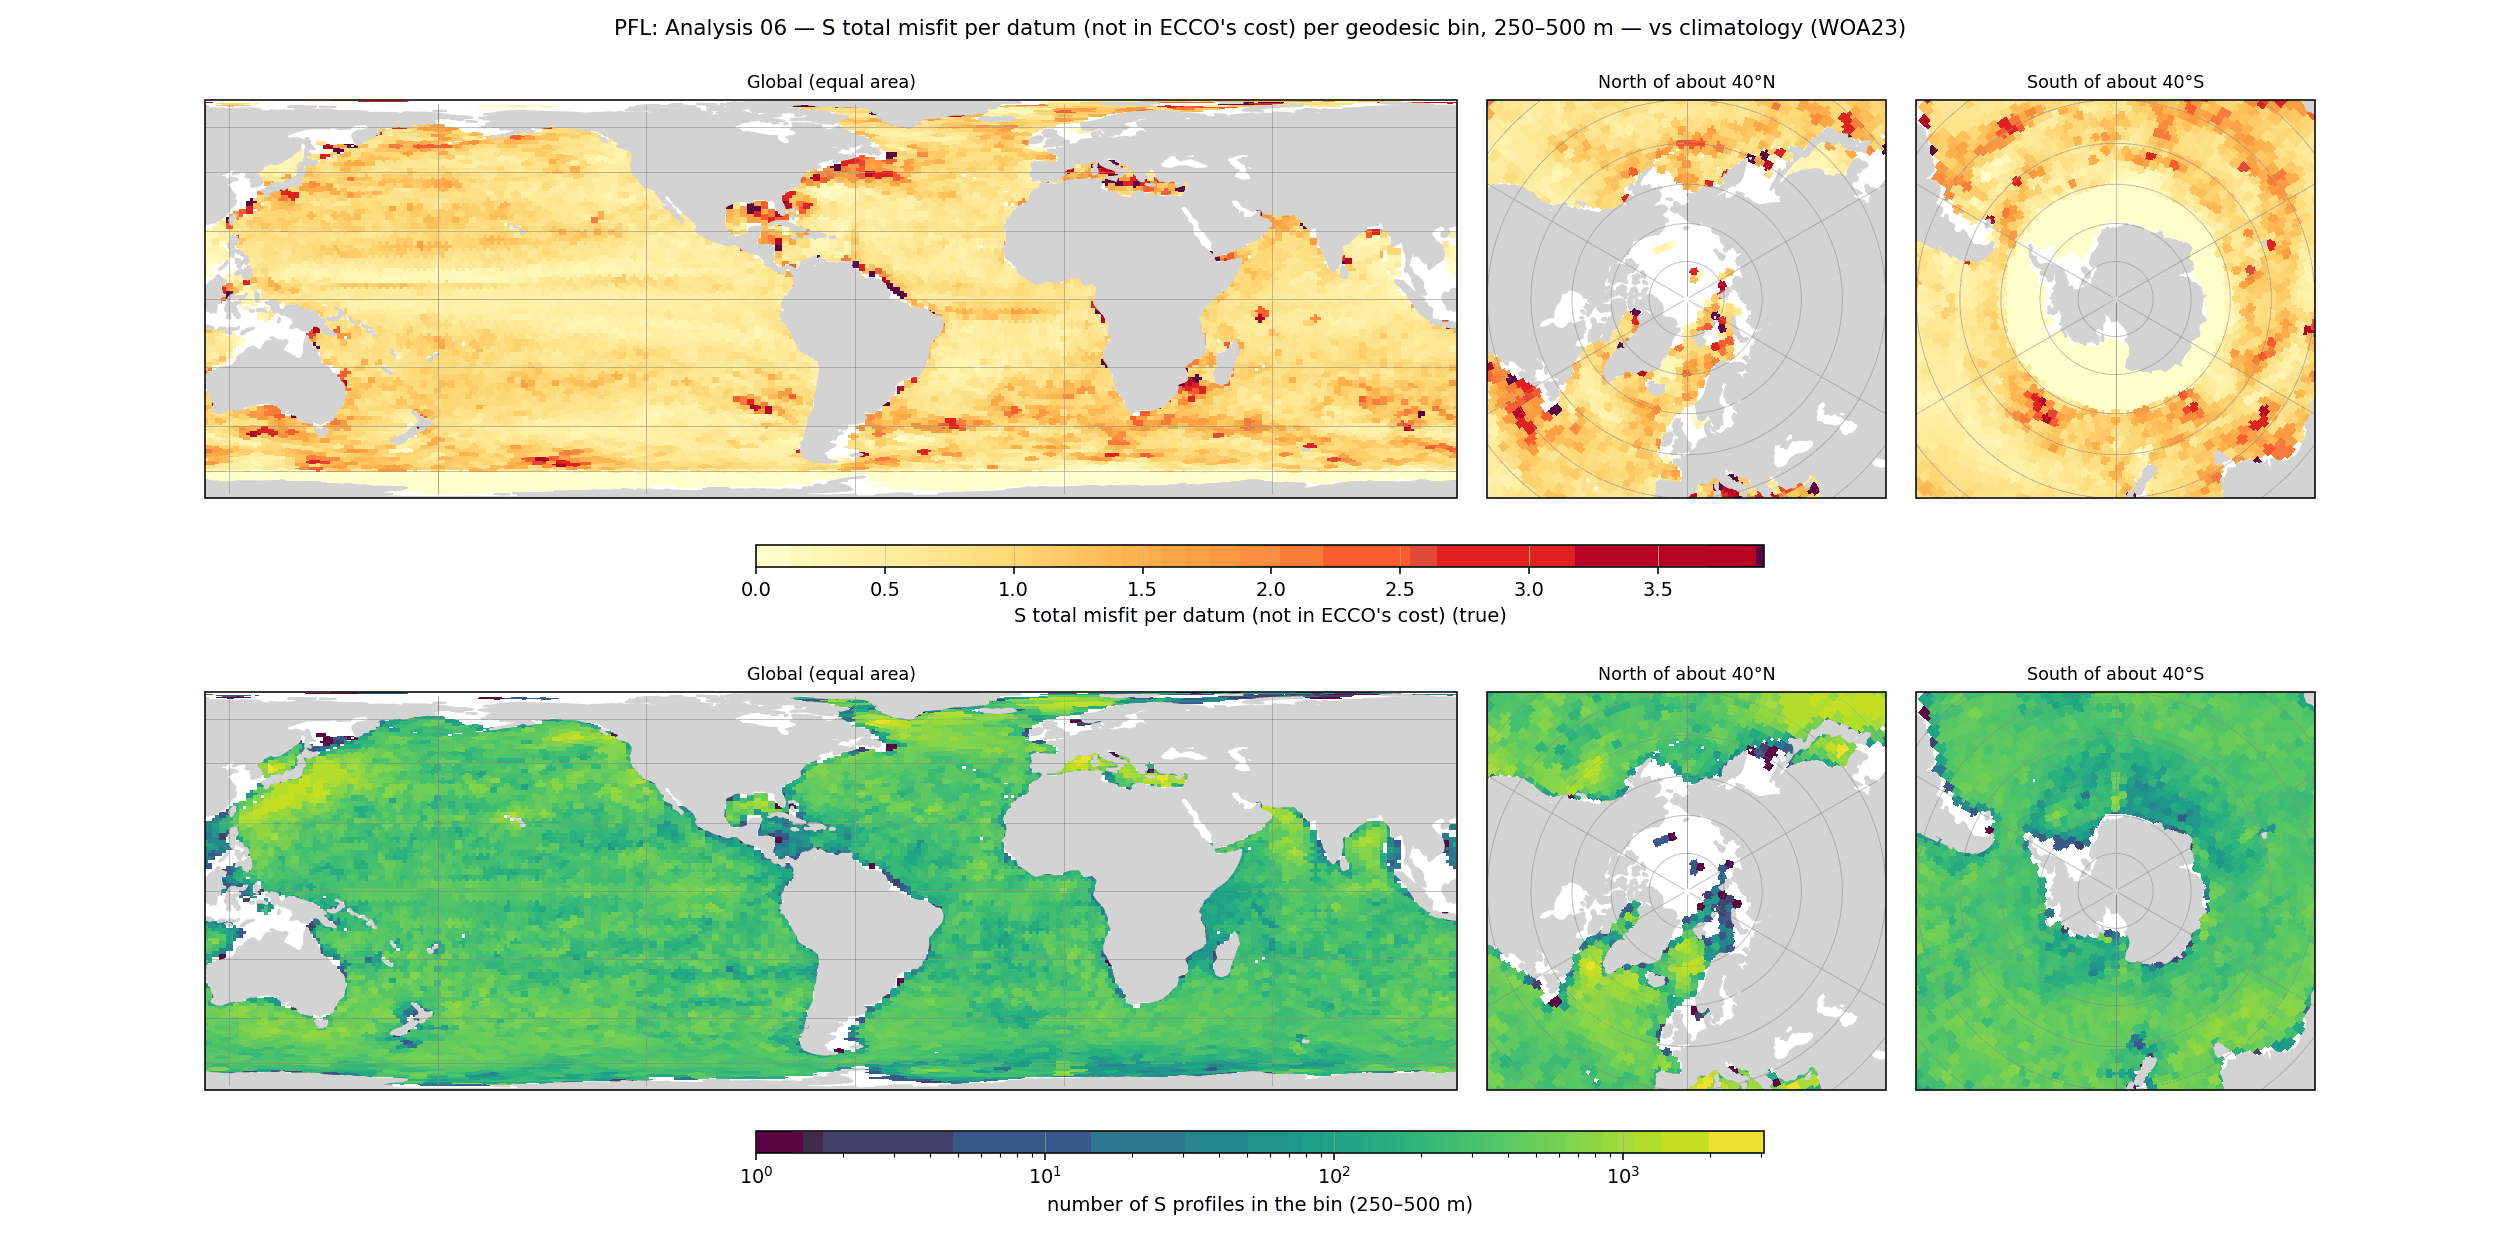 PFL: Analysis 06 — S total misfit per datum (not in ECCO's cost) per geodesic bin, 250–500 m — vs climatology (WOA23)
Global (equal area)
North of about 40°N
South of about 40°S
0.0 0.5 1.0 1.5 2.0 2.5 3.0 3.5
S total misfit per datum (not in ECCO's cost) (true)
Global (equal area)
North of about 40°N
South of about 40°S
10⁰ 10¹ 10² 10³
number of S profiles in the bin (250–500 m)